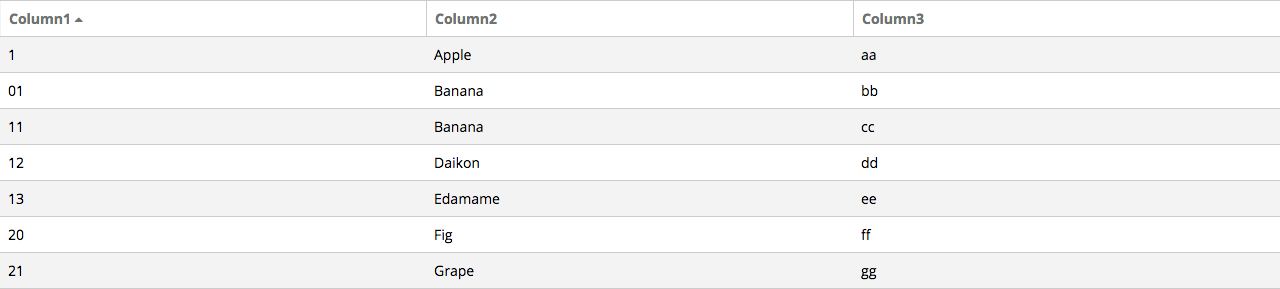 Column1 Column2 Column3
1 Apple aa
01 Banana bb
11 Banana cc
12 Daikon dd
13 Edamame ee
20 Fig ff
21 Grape gg